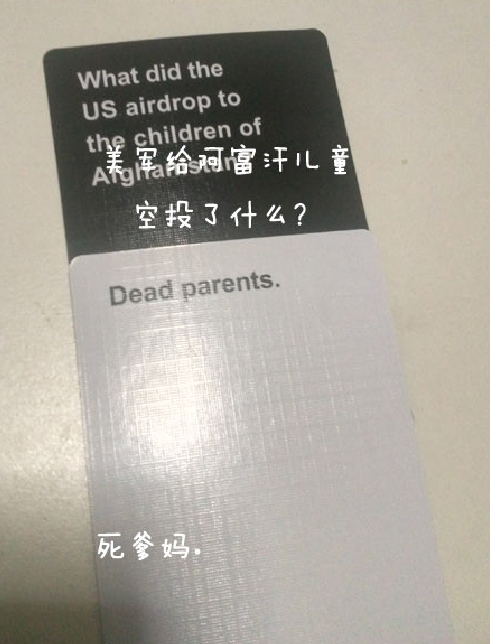 What did the
US airdrop to
the children of
Afghanistan?
美军给阿富汗儿童
空投了什么?
Dead parents.
死爹妈.